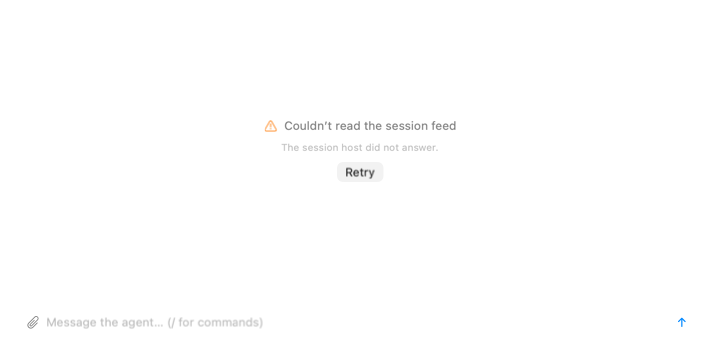 Couldn't read the session feed
The session host did not answer.
Retry
Message the agent... (/ for commands)